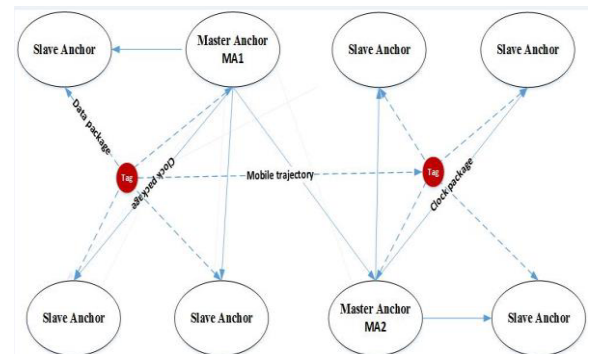 Slave Anchor
Master Anchor
MA1
Slave Anchor
Slave Anchor
Data package
Tag
Clock package
Mobile trajectory
Tag
Clock package
Slave Anchor
Slave Anchor
Master Anchor
MA2
Slave Anchor